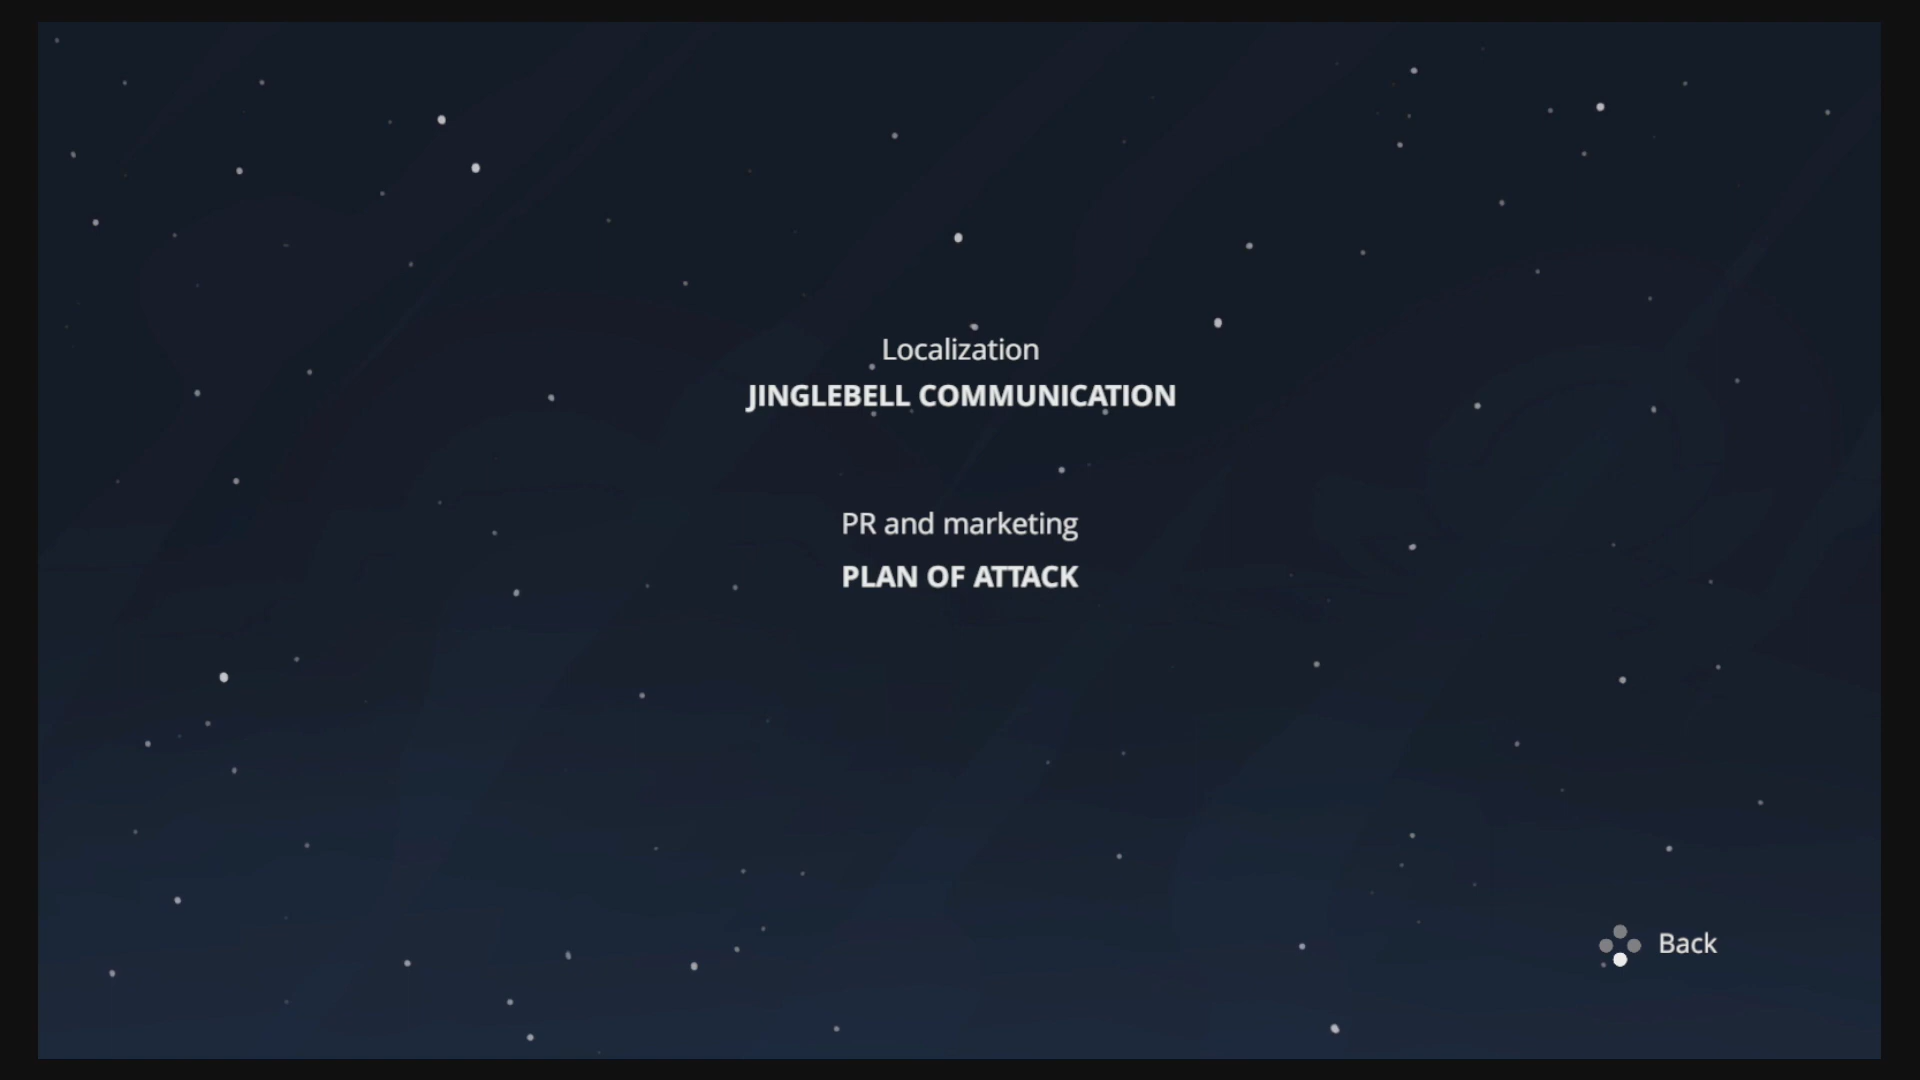 Localization
JINGLEBELL COMMUNICATION
PR and marketing
PLAN OF ATTACK
Back